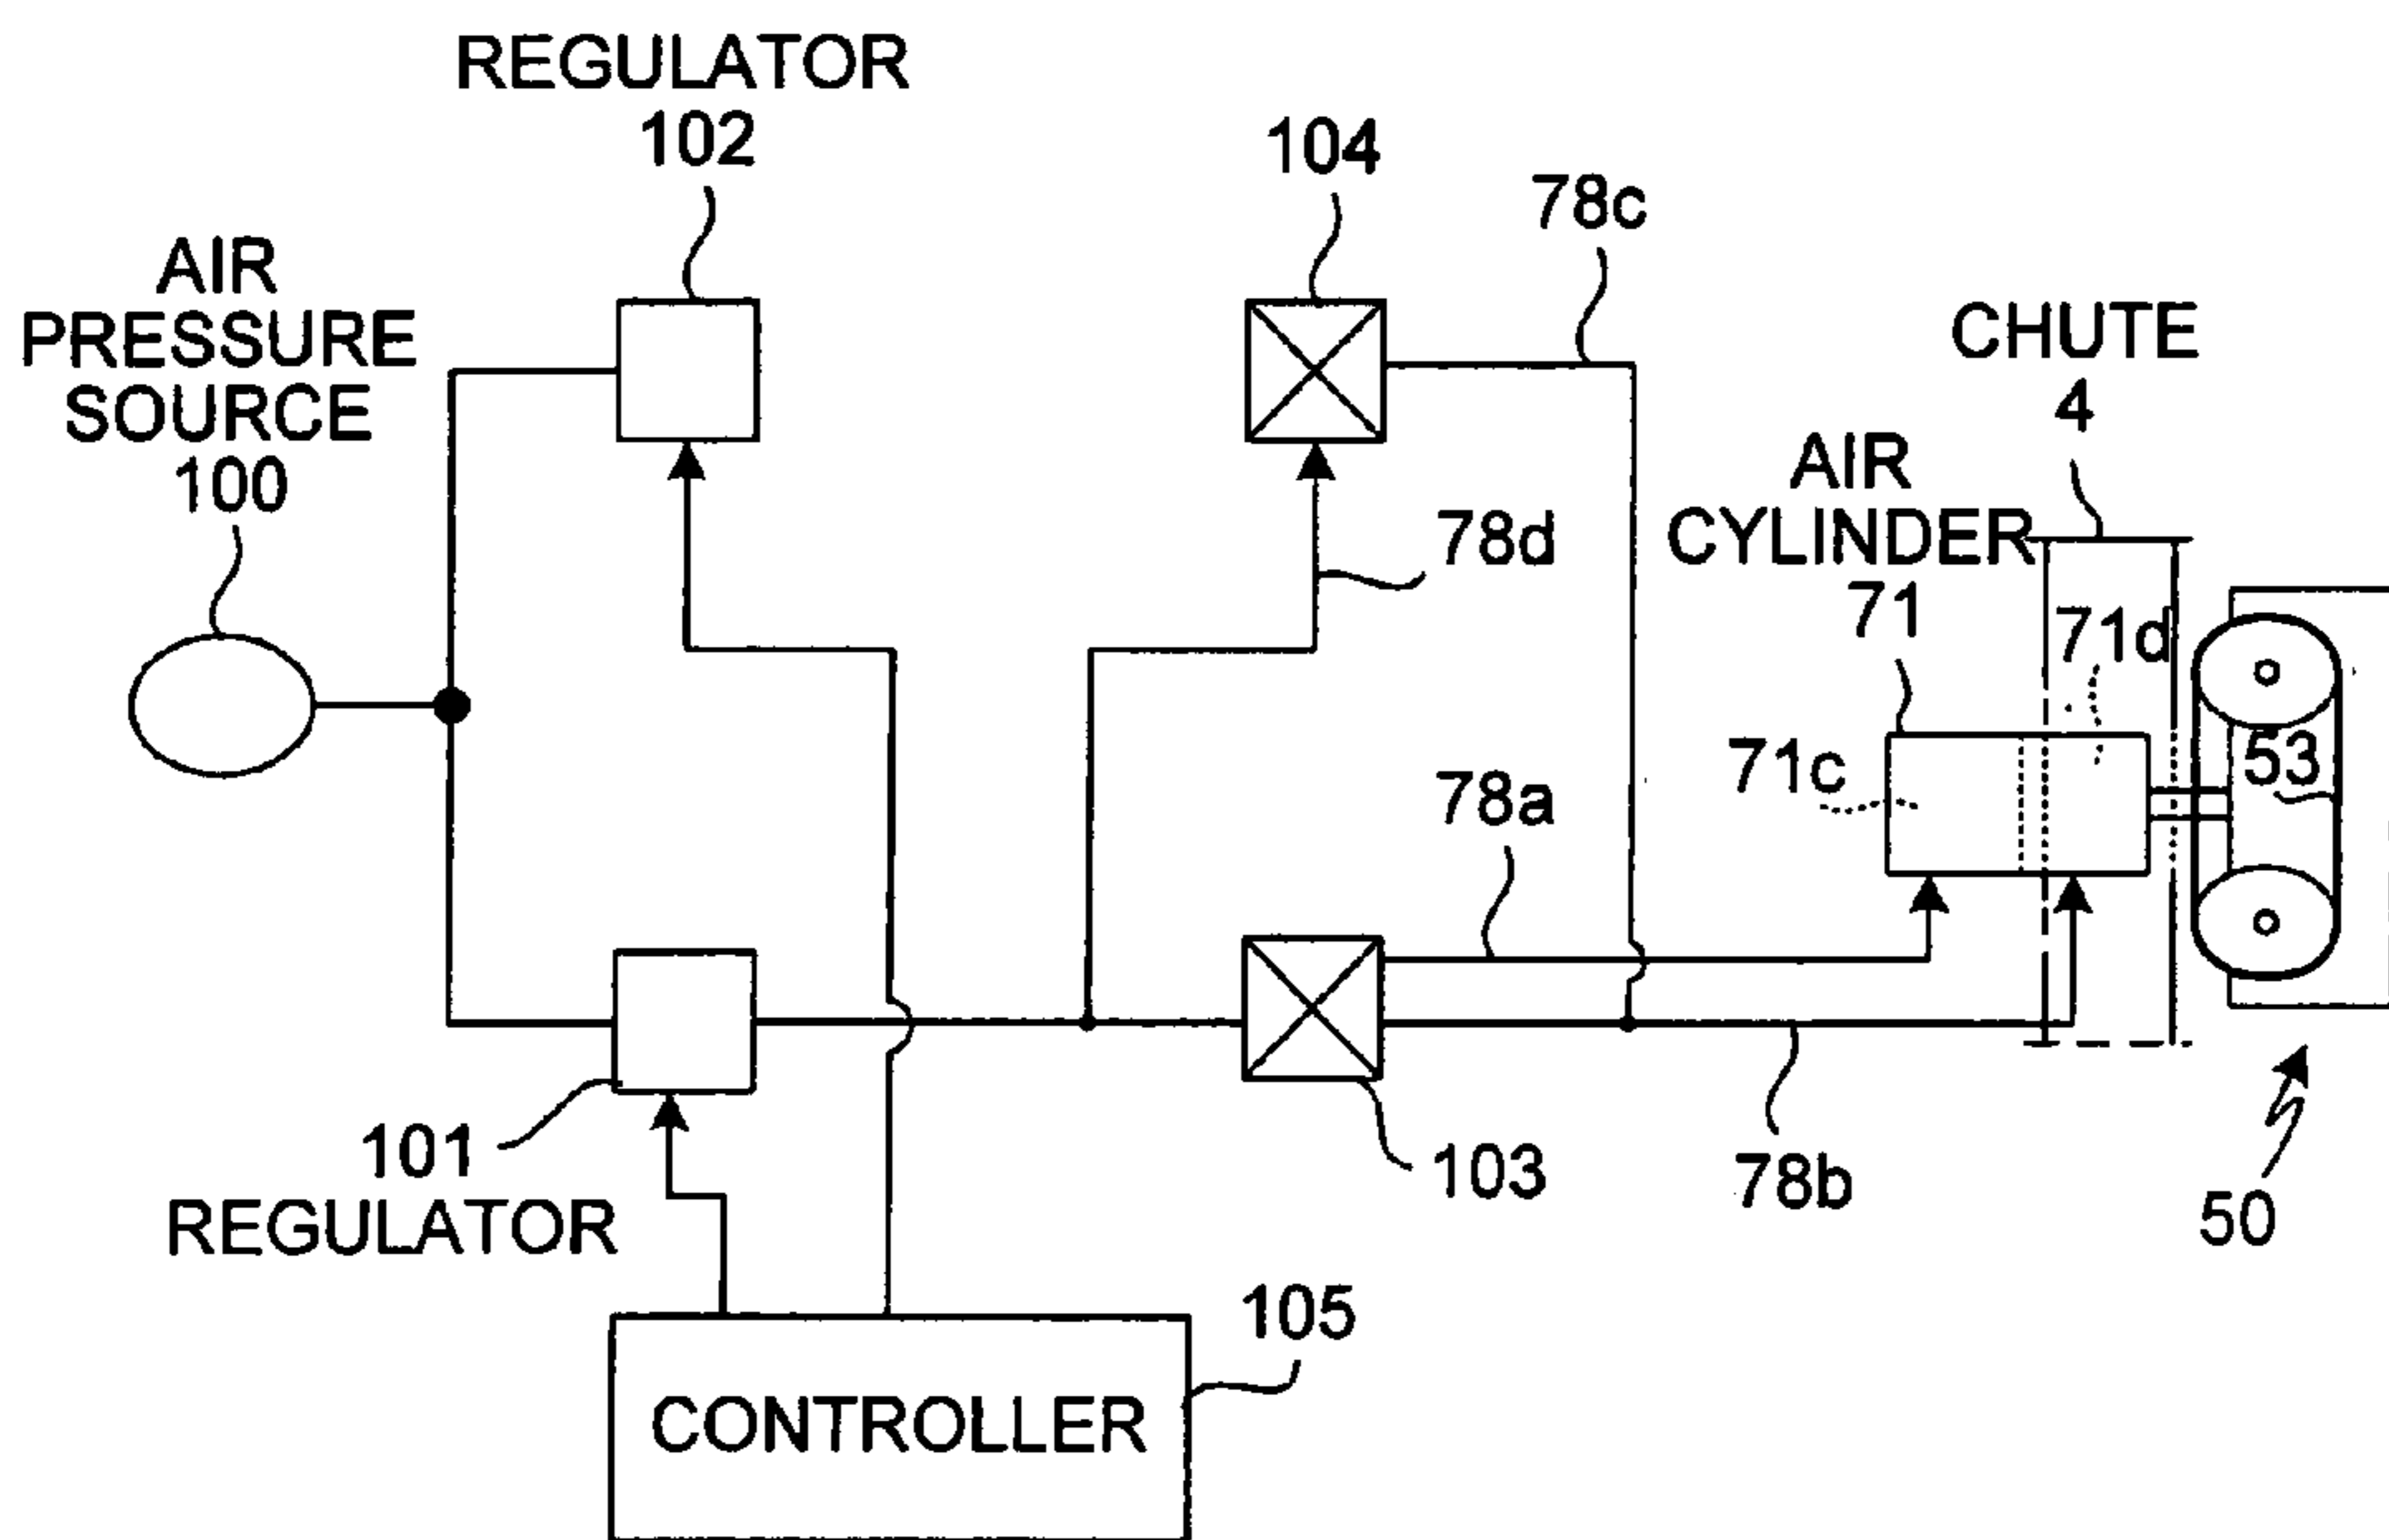 REGULATOR
102
104
78c
AIR
PRESSURE
SOURCE
100
CHUTE
4
AIR
CYLINDER
71
78d
71d
53
71c
78a
101
REGULATOR
103
78b
50
105
CONTROLLER